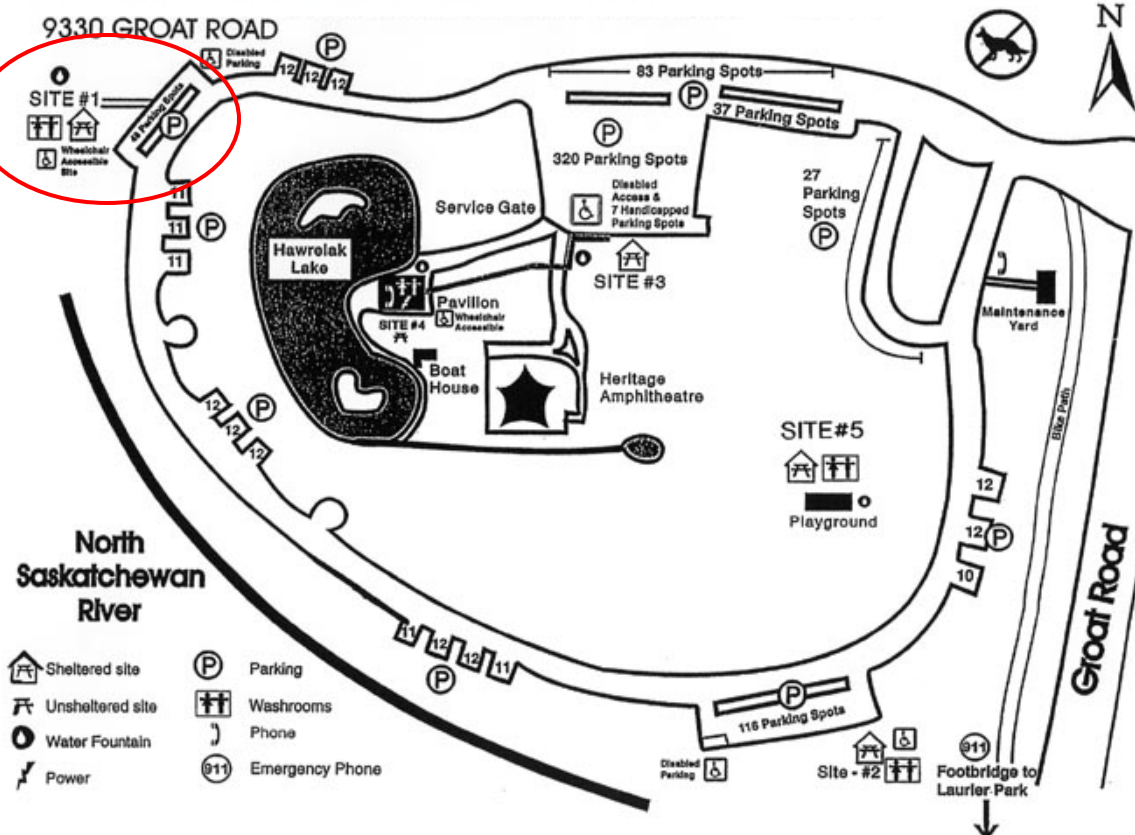 9330 GROAT ROAD
N
Disabled
Parking
P
12
12
12
SITE #1
48 Parking Spots
P
Wheelchair
Accessible
Site
83 Parking Spots
P
37 Parking Spots
P
320 Parking Spots
Disabled
Access &
7 Handicapped
Parking Spots
27
Parking
Spots
P
11
11
P
11
Service Gate
Hawrelak
Lake
SITE #3
Pavilion
Wheelchair
Accessible
SITE #4
Boat
House
Heritage
Amphitheatre
Maintenance
Yard
Bike Path
12
P
12
12
SITE#5
Playground
12
12
P
10
Groat Road
North
Saskatchewan
River
11
12
12
11
P
P
116 Parking Spots
Disabled
Parking
Site - #2
911
Footbridge to
Laurier Park
Sheltered site
P
Parking
Unsheltered site
Washrooms
Water Fountain
Phone
Power
911
Emergency Phone